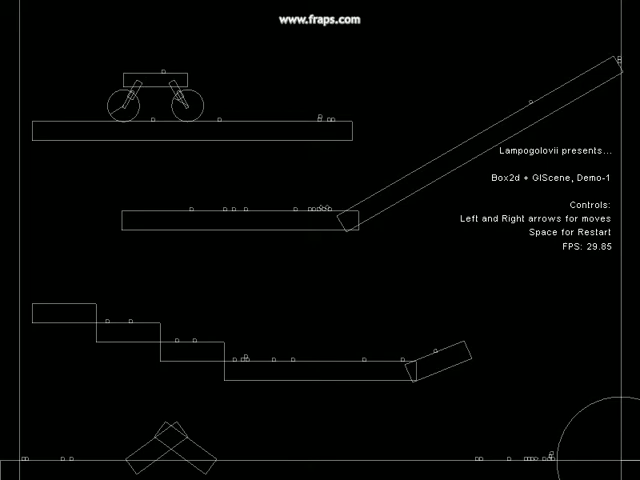 www.fraps.com
Lampogolovii presents...
Box2d + GlScene, Demo-1
Controls:
Left and Right arrows for moves
Space for Restart
FPS: 29.85